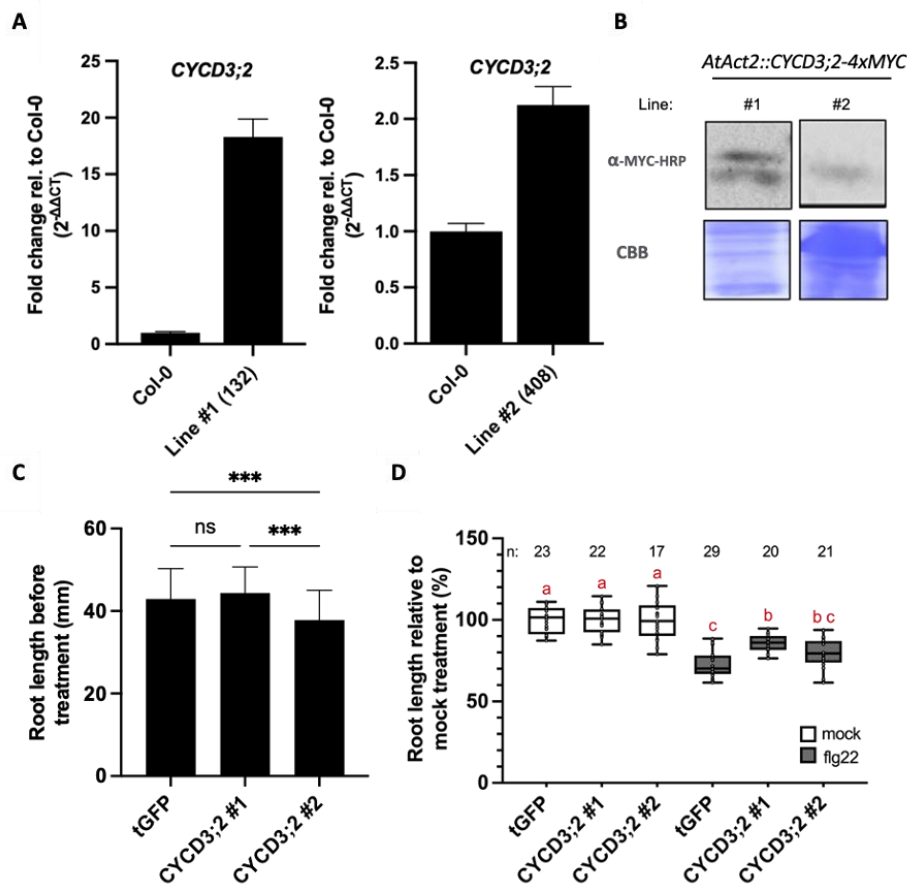 A
CYCD3;2
Fold change rel. to Col-0
(2-ΔΔCT)
25
20
15
10
5
0
Col-0
Line #1 (132)
CYCD3;2
Fold change rel. to Col-0
(2-ΔΔCT)
2.5
2.0
1.5
1.0
0.5
0.0
Col-0
Line #2 (408)
B
AtAct2::CYCD3;2-4xMYC
Line: #1 #2
α-MYC-HRP
CBB
C
***
ns ***
Root length before
treatment (mm)
60
40
20
0
tGFP
CYCD3;2 #1
CYCD3;2 #2
D
Root length relative to
mock treatment (%)
150
100
50
0
n: 23 22 17 29 20 21
a a a c b b c
mock
flg22
tGFP
CYCD3;2 #1
CYCD3;2 #2
tGFP
CYCD3;2 #1
CYCD3;2 #2